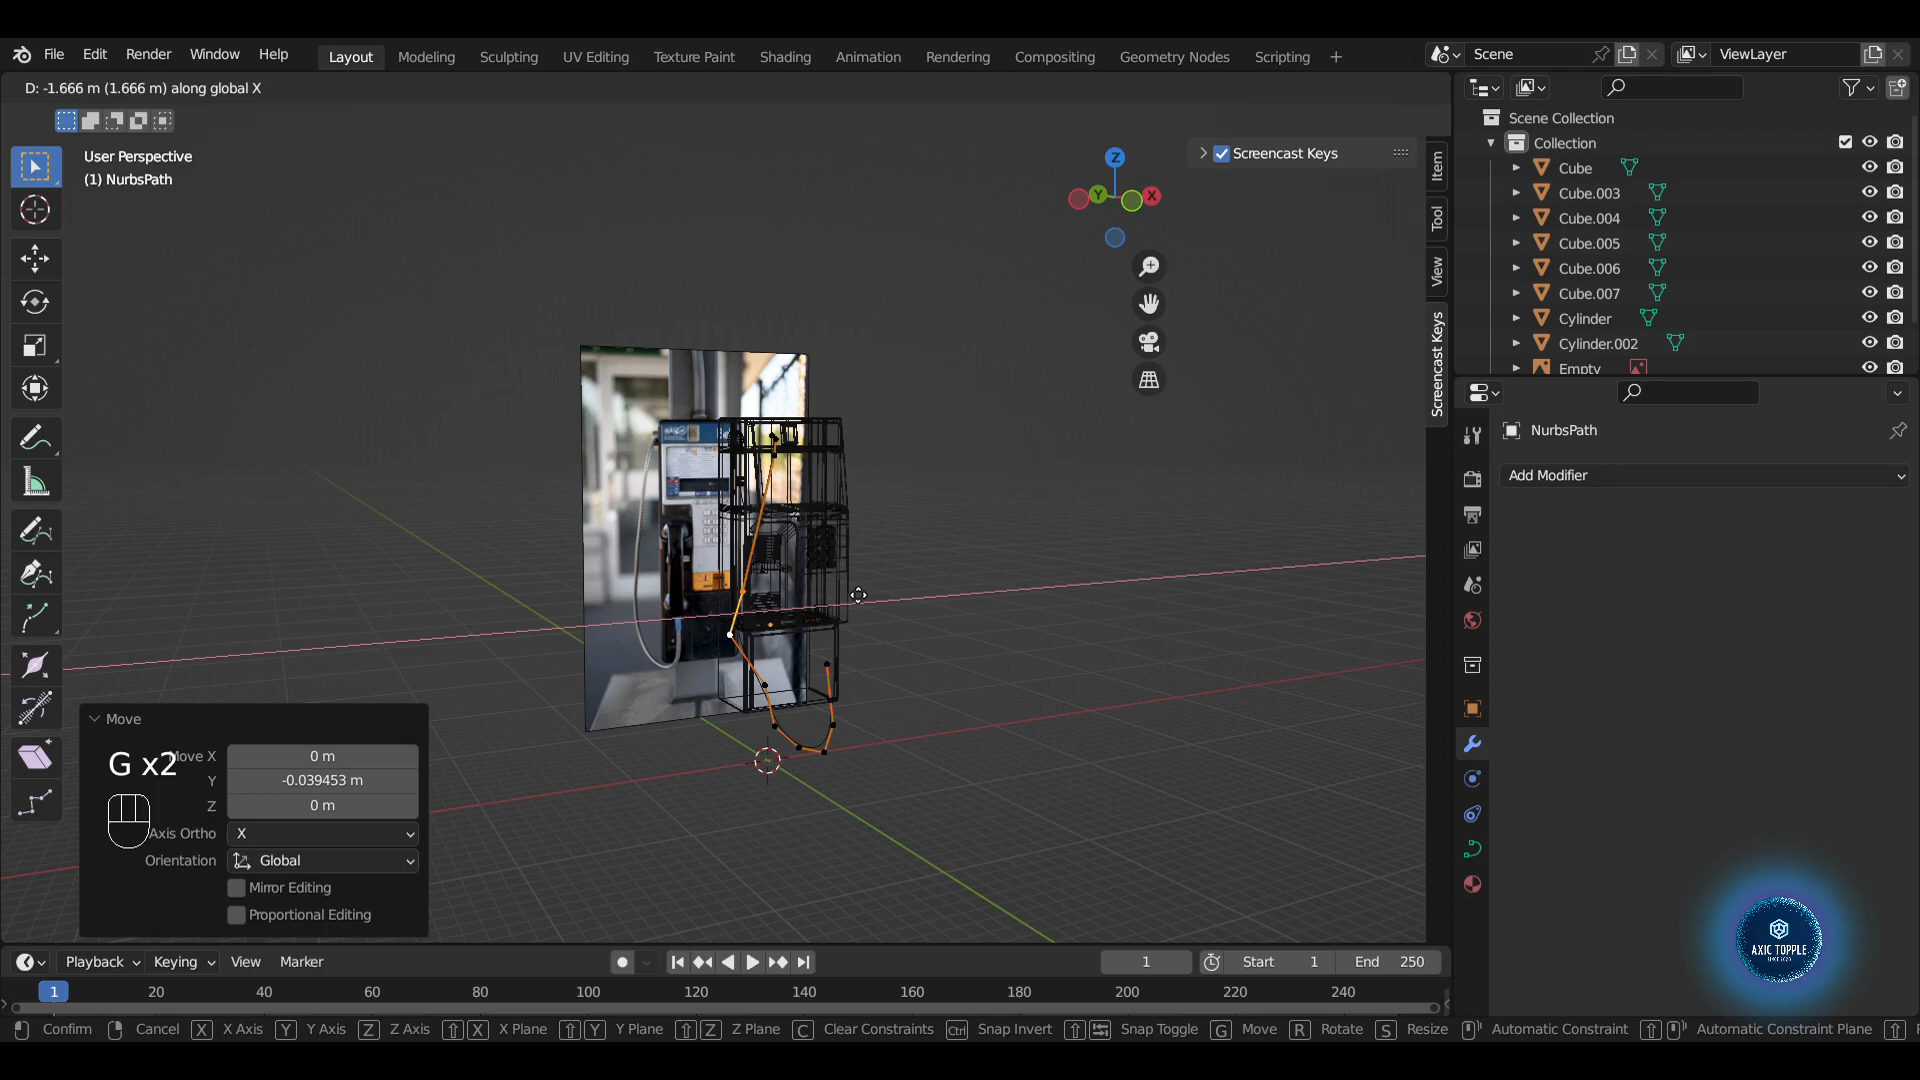 File Edit Render Window Help Layout Modeling Sculpting UV Editing Texture Paint Shading Animation Rendering Compositing Geometry Nodes Scripting + Scene ViewLayer
D: -1.666 m (1.666 m) along global X
User Perspective
(1) NurbsPath
Screencast Keys
Z
Y
X
Item
Tool
View
Screencast Keys
Scene Collection
Collection
Cube
Cube.003
Cube.004
Cube.005
Cube.006
Cube.007
Cylinder
Cylinder.002
Empty
NurbsPath
Add Modifier
Move
G x2
Move X 0 m
Y -0.039453 m
Z 0 m
Axis Ortho X
Orientation Global
Mirror Editing
Proportional Editing
AXIC TOPPLE
SINCE 2020
Playback Keying View Marker 1 Start 1 End 250
1 20 40 60 80 100 120 140 160 180 200 220 240
Confirm Cancel X X Axis Y Y Axis Z Z Axis X X Plane Y Y Plane Z Z Plane C Clear Constraints Ctrl Snap Invert Snap Toggle G Move R Rotate S Resize Automatic Constraint Automatic Constraint Plane